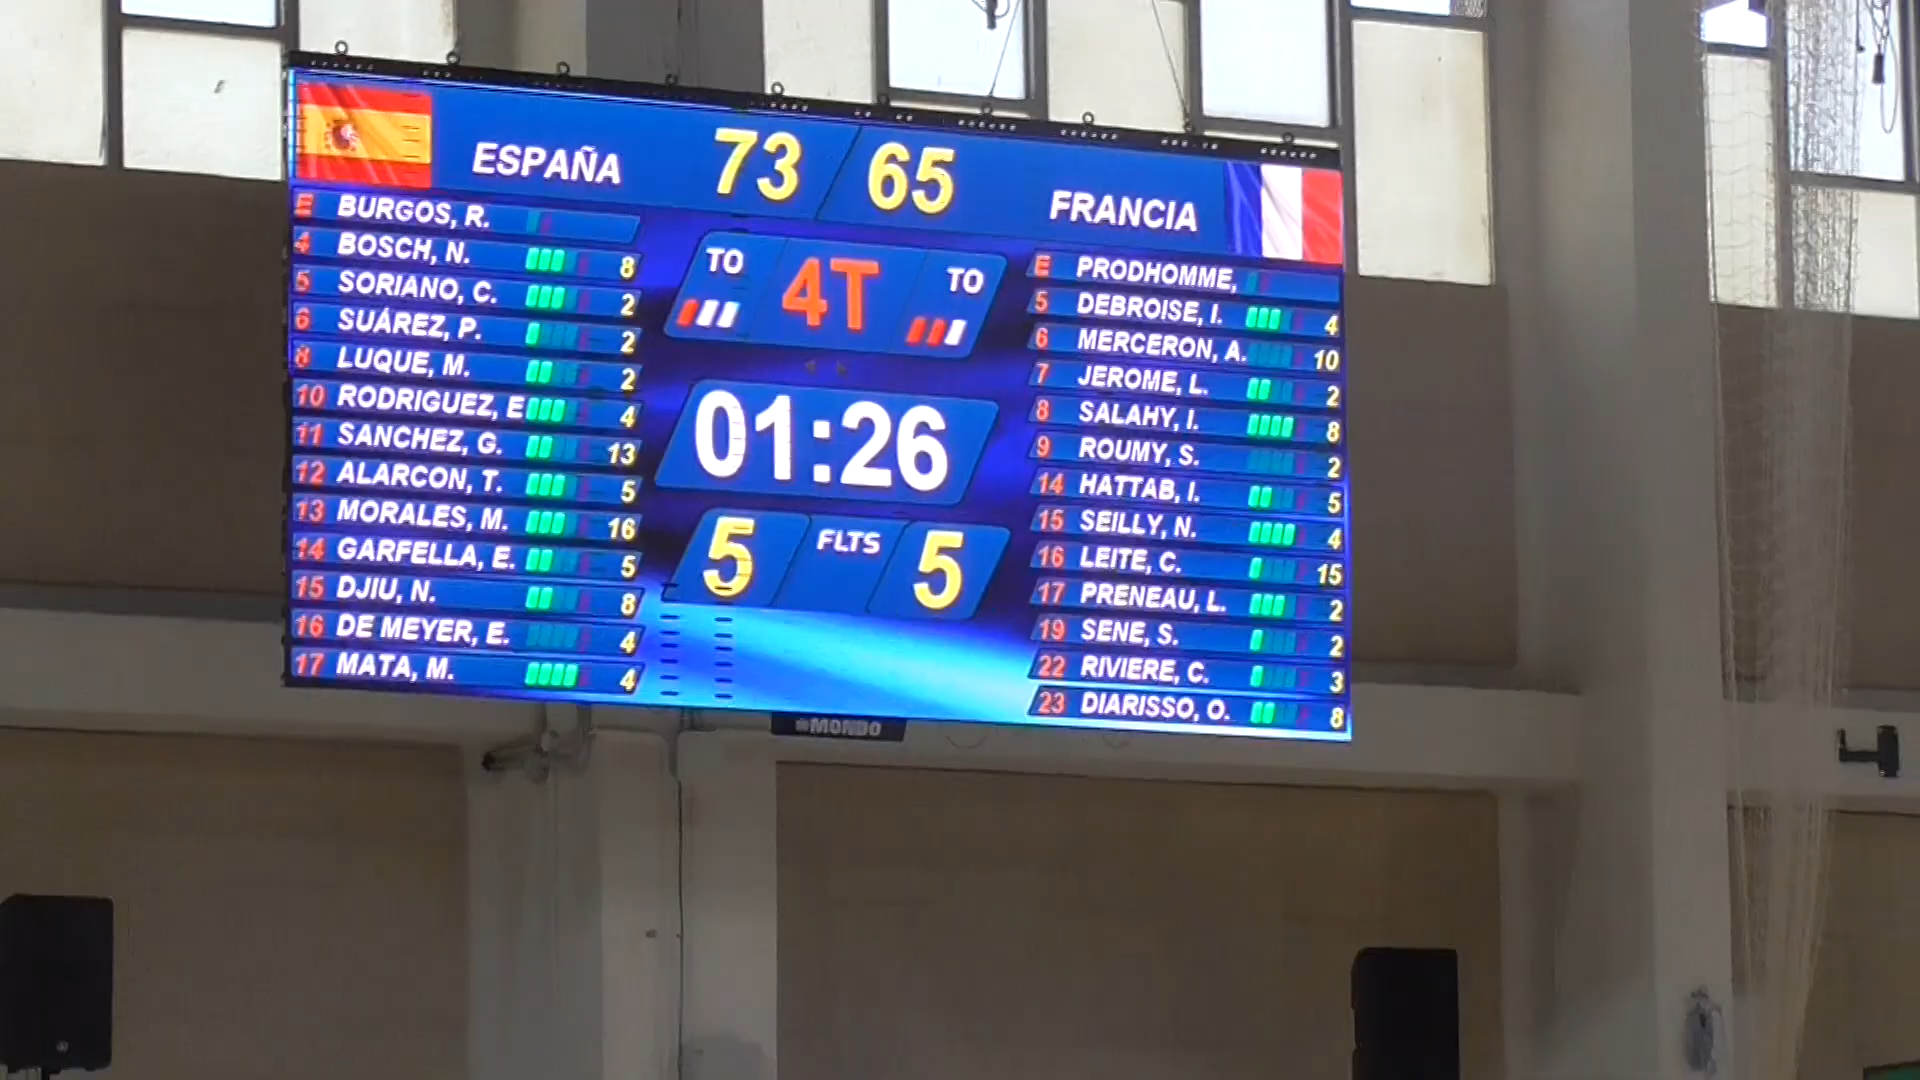 ESPAÑA 73 65 FRANCIA
E BURGOS, R.
4 BOSCH, N. 8
5 SORIANO, C. 2
6 SUÁREZ, P. 2
8 LUQUE, M. 2
10 RODRIGUEZ, E 4
11 SANCHEZ, G. 13
12 ALARCON, T. 5
13 MORALES, M. 16
14 GARFELLA, E. 5
15 DJIU, N. 8
16 DE MEYER, E. 4
17 MATA, M. 4
TO 4T TO
01:26
5 FLTS 5
E PRODHOMME,
5 DEBROISE, I. 4
6 MERCERON, A. 10
7 JEROME, L. 2
8 SALAHY, I. 8
9 ROUMY, S. 2
14 HATTAB, I. 5
15 SEILLY, N. 4
16 LEITE, C. 15
17 PRENEAU, L. 2
19 SENE, S. 2
22 RIVIERE, C. 3
23 DIARISSO, O. 8
MONDO